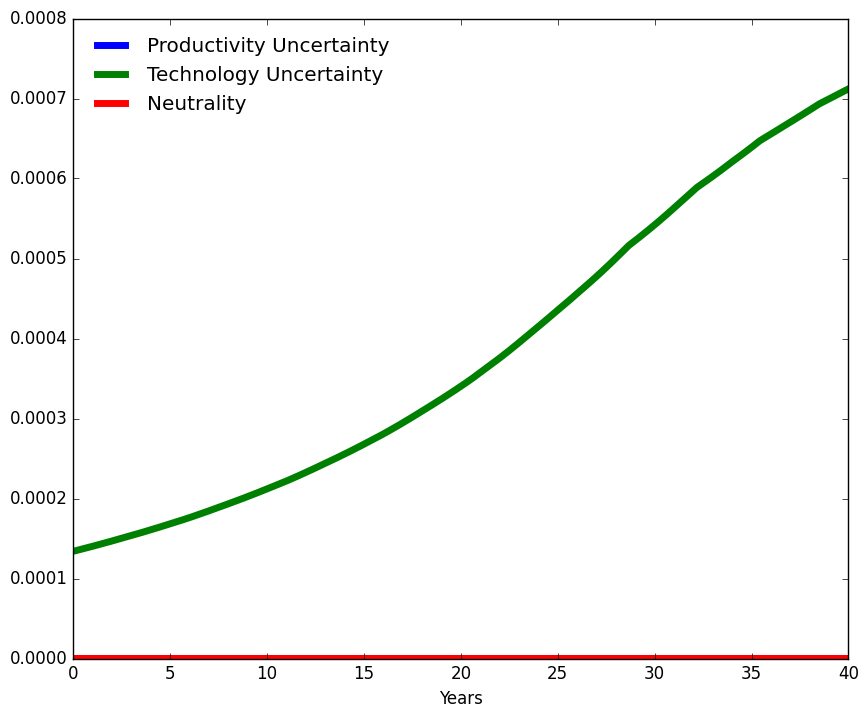 0.0008
0.0007
0.0006
0.0005
0.0004
0.0003
0.0002
0.0001
0.0000
Productivity Uncertainty
Technology Uncertainty
Neutrality
0 5 10 15 20 25 30 35 40
Years